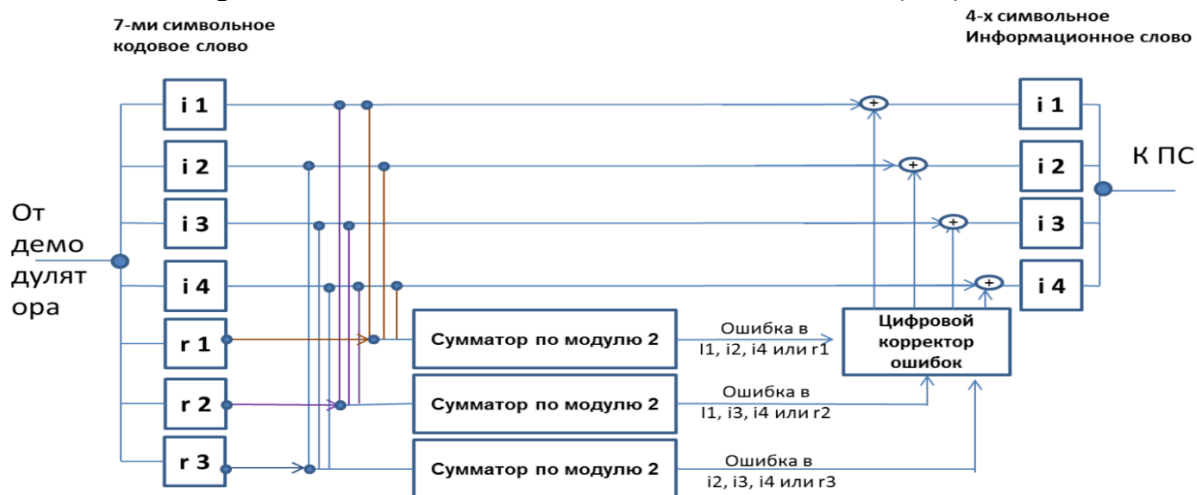 7-ми символьное
кодовое слово
4-х символьное
Информационное слово
i 1
i 2
i 3
i 4
r 1
r 2
r 3
От
демо
дулят
ора
Сумматор по модулю 2
Сумматор по модулю 2
Сумматор по модулю 2
Ошибка в
I1, i2, i4 или r1
Ошибка в
I1, i3, i4 или r2
Ошибка в
i2, i3, i4 или r3
Цифровой
корректор
ошибок
+
+
+
+
i 1
i 2
i 3
i 4
К ПС